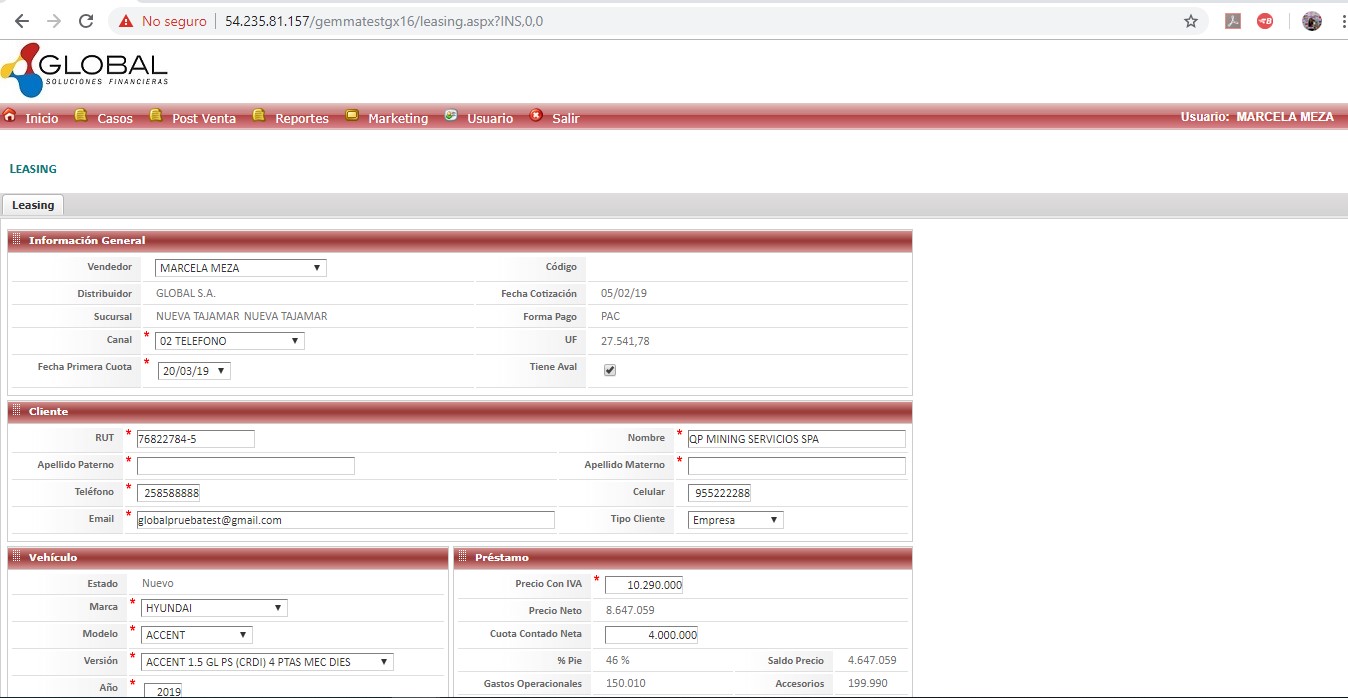 No seguro | 54.235.81.157/gemmatestgx16/leasing.aspx?INS,0,0
GLOBAL
SOLUCIONES FINANCIERAS
Inicio Casos Post Venta Reportes Marketing Usuario Salir Usuario: MARCELA MEZA
LEASING
Leasing
Información General
Vendedor MARCELA MEZA Código
Distribuidor GLOBAL S.A. Fecha Cotización 05/02/19
Sucursal NUEVA TAJAMAR NUEVA TAJAMAR Forma Pago PAC
Canal * 02 TELEFONO UF 27.541,78
Fecha Primera Cuota * 20/03/19 Tiene Aval
Cliente
RUT * 76822784-5 Nombre * QP MINING SERVICIOS SPA
Apellido Paterno * Apellido Materno *
Teléfono * 258588888 Celular 955222288
Email * globalpruebatest@gmail.com Tipo Cliente Empresa
Vehículo Préstamo
Estado Nuevo Precio Con IVA * 10.290.000
Marca * HYUNDAI Precio Neto 8.647.059
Modelo * ACCENT Cuota Contado Neta 4.000.000
Versión * ACCENT 1.5 GL PS (CRDI) 4 PTAS MEC DIES % Pie 46 % Saldo Precio 4.647.059
Año * 2019 Gastos Operacionales 150.010 Accesorios 199.990